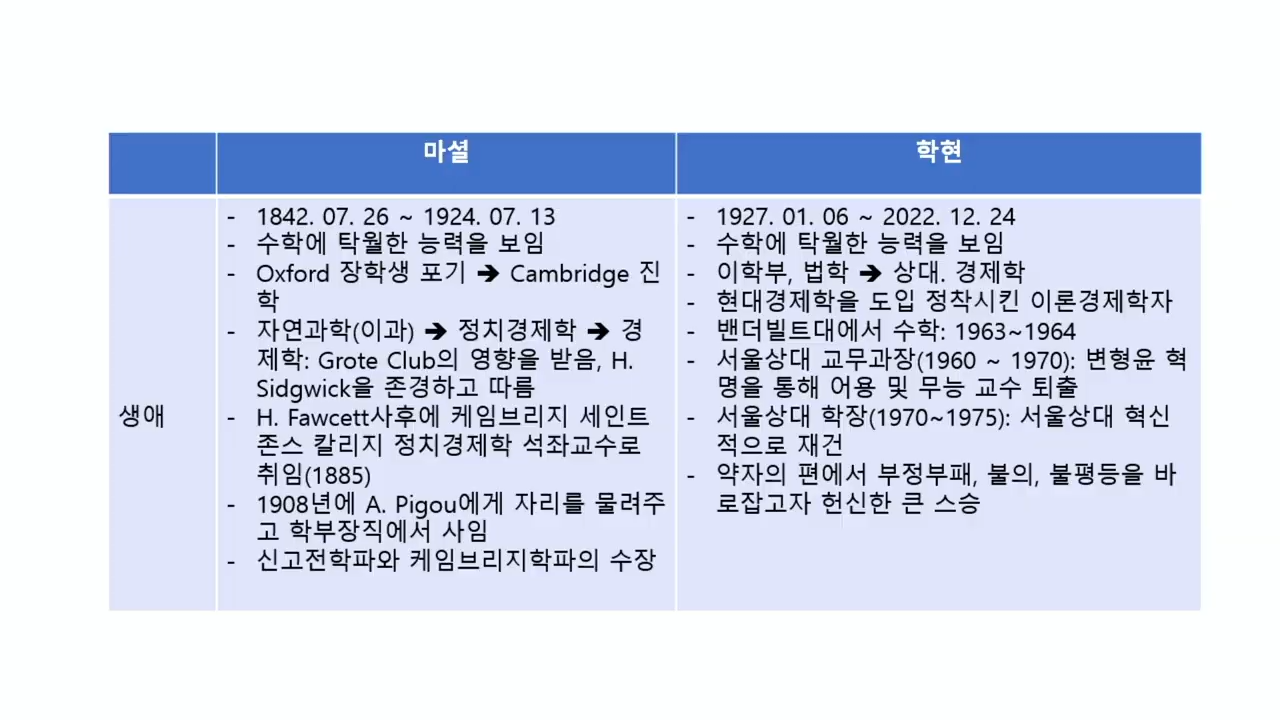 마셜
학현
생애
- 1842. 07. 26 ~ 1924. 07. 13
- 수학에 탁월한 능력을 보임
- Oxford 장학생 포기 → Cambridge 진
학
- 자연과학(이과) → 정치경제학 → 경
제학: Grote Club의 영향을 받음, H.
Sidgwick을 존경하고 따름
- H. Fawcett사후에 케임브리지 세인트
존스 칼리지 정치경제학 석좌교수로
취임(1885)
- 1908년에 A. Pigou에게 자리를 물려주
고 학부장직에서 사임
- 신고전학파와 케임브리지학파의 수장
- 1927. 01. 06 ~ 2022. 12. 24
- 수학에 탁월한 능력을 보임
- 이학부, 법학 → 상대. 경제학
- 현대경제학을 도입 정착시킨 이론경제학자
- 밴더빌트대에서 수학: 1963~1964
- 서울상대 교무과장(1960 ~ 1970): 변형윤 혁
명을 통해 어용 및 무능 교수 퇴출
- 서울상대 학장(1970~1975): 서울상대 혁신
적으로 재건
- 약자의 편에서 부정부패, 불의, 불평등을 바
로잡고자 헌신한 큰 스승